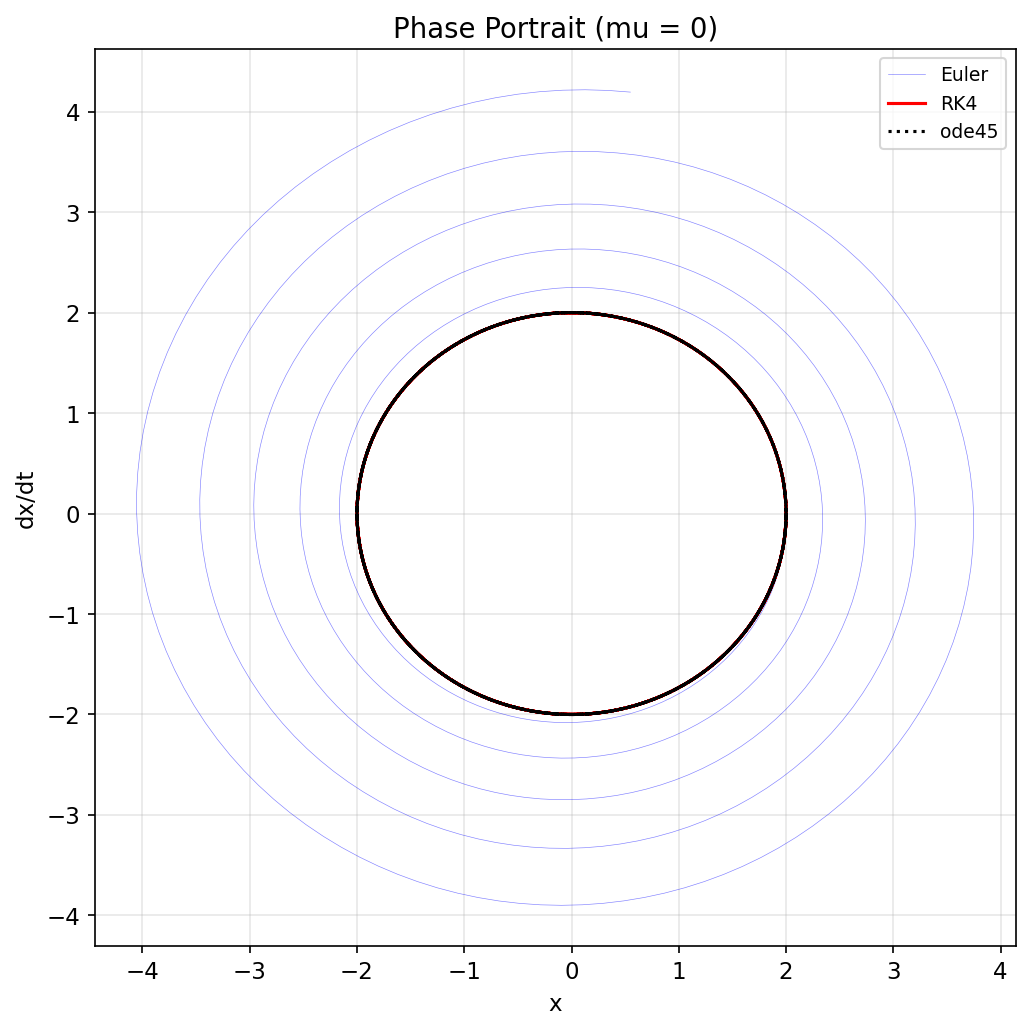 Phase Portrait (mu = 0)
Euler
RK4
ode45
4
3
2
1
0
−1
−2
−3
−4
dx/dt
−4 −3 −2 −1 0 1 2 3 4
x